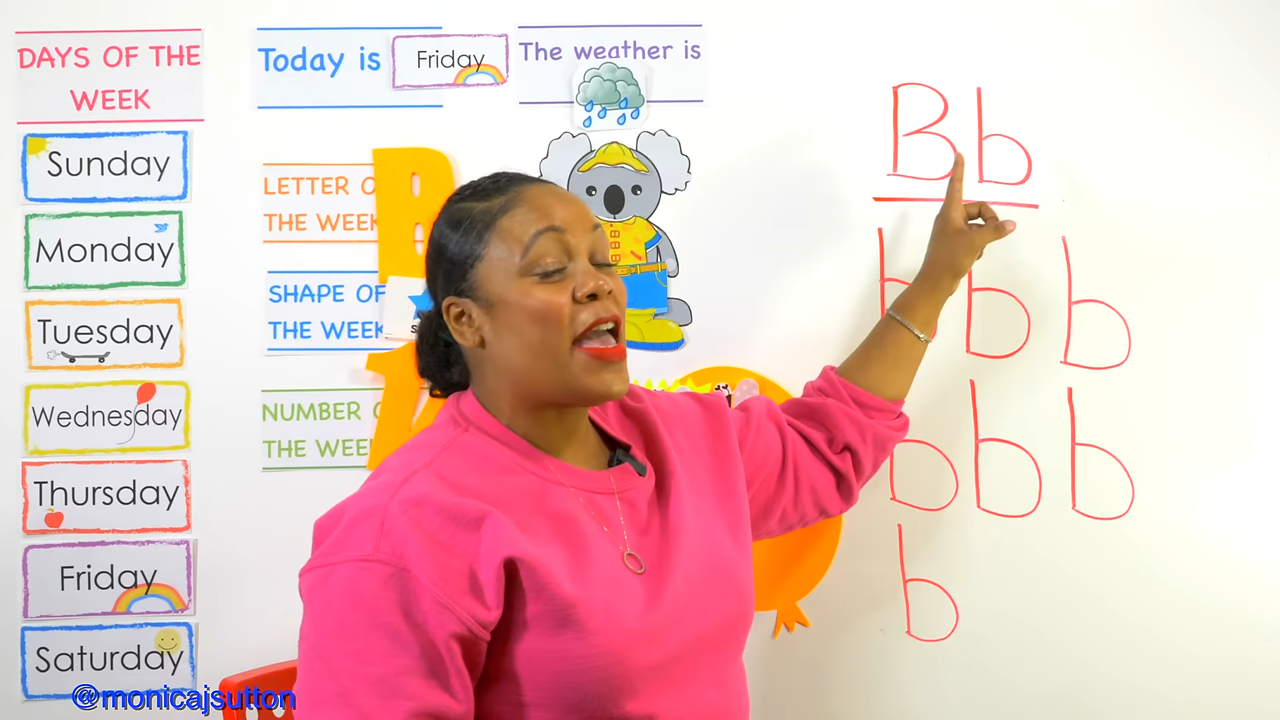 DAYS OF THE
WEEK
Sunday
Monday
Tuesday
Wednesday
Thursday
Friday
Saturday
Today is Friday
The weather is
LETTER O
THE WEEK
B
SHAPE OF
THE WEEK
NUMBER O
THE WEE
Bb
b b b
b b b
b
@monicajsutton